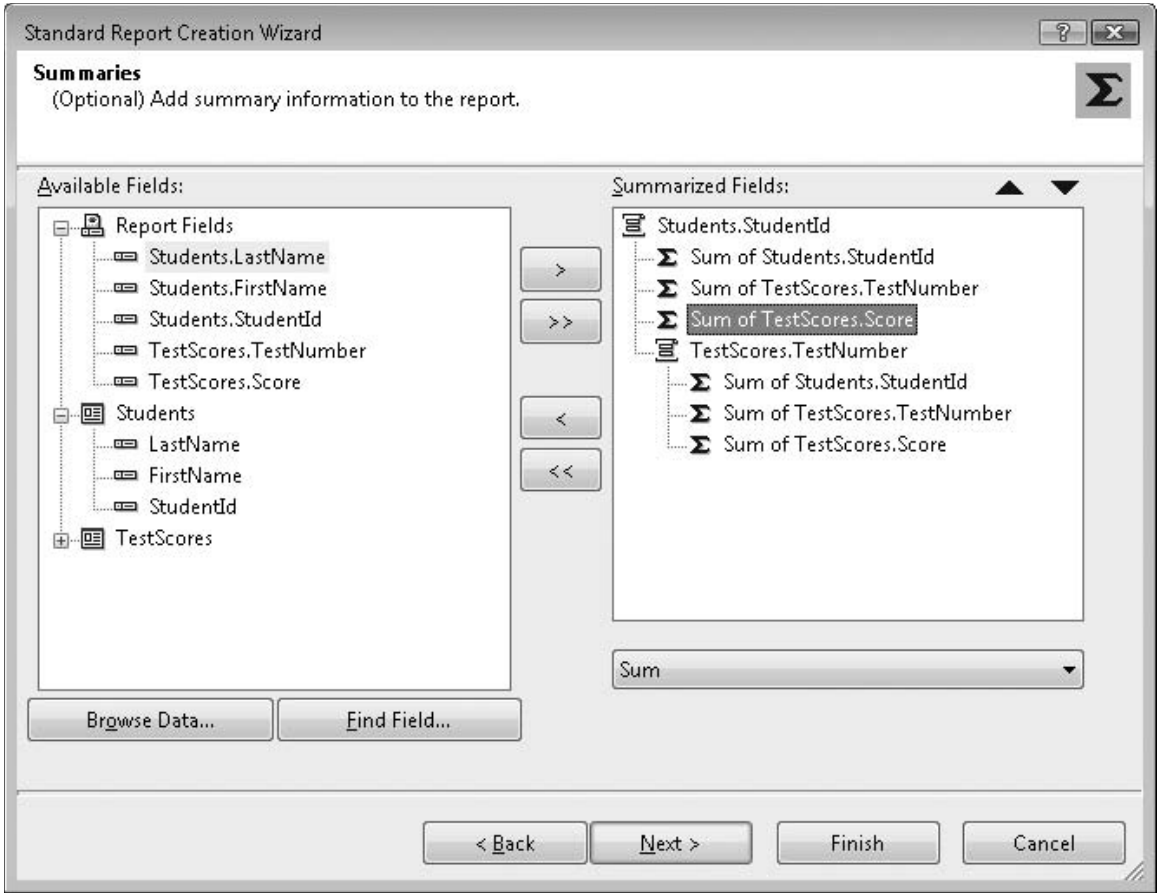 Standard Report Creation Wizard
Summaries
(Optional) Add summary information to the report.
Available Fields:
Report Fields
Students.LastName
Students.FirstName
Students.StudentId
TestScores.TestNumber
TestScores.Score
Students
LastName
FirstName
StudentId
TestScores
Browse Data...
Find Field...
>
>>
<
<<
Summarized Fields:
Students.StudentId
Sum of Students.StudentId
Sum of TestScores.TestNumber
Sum of TestScores.Score
TestScores.TestNumber
Sum of Students.StudentId
Sum of TestScores.TestNumber
Sum of TestScores.Score
Sum
< Back
Next >
Finish
Cancel